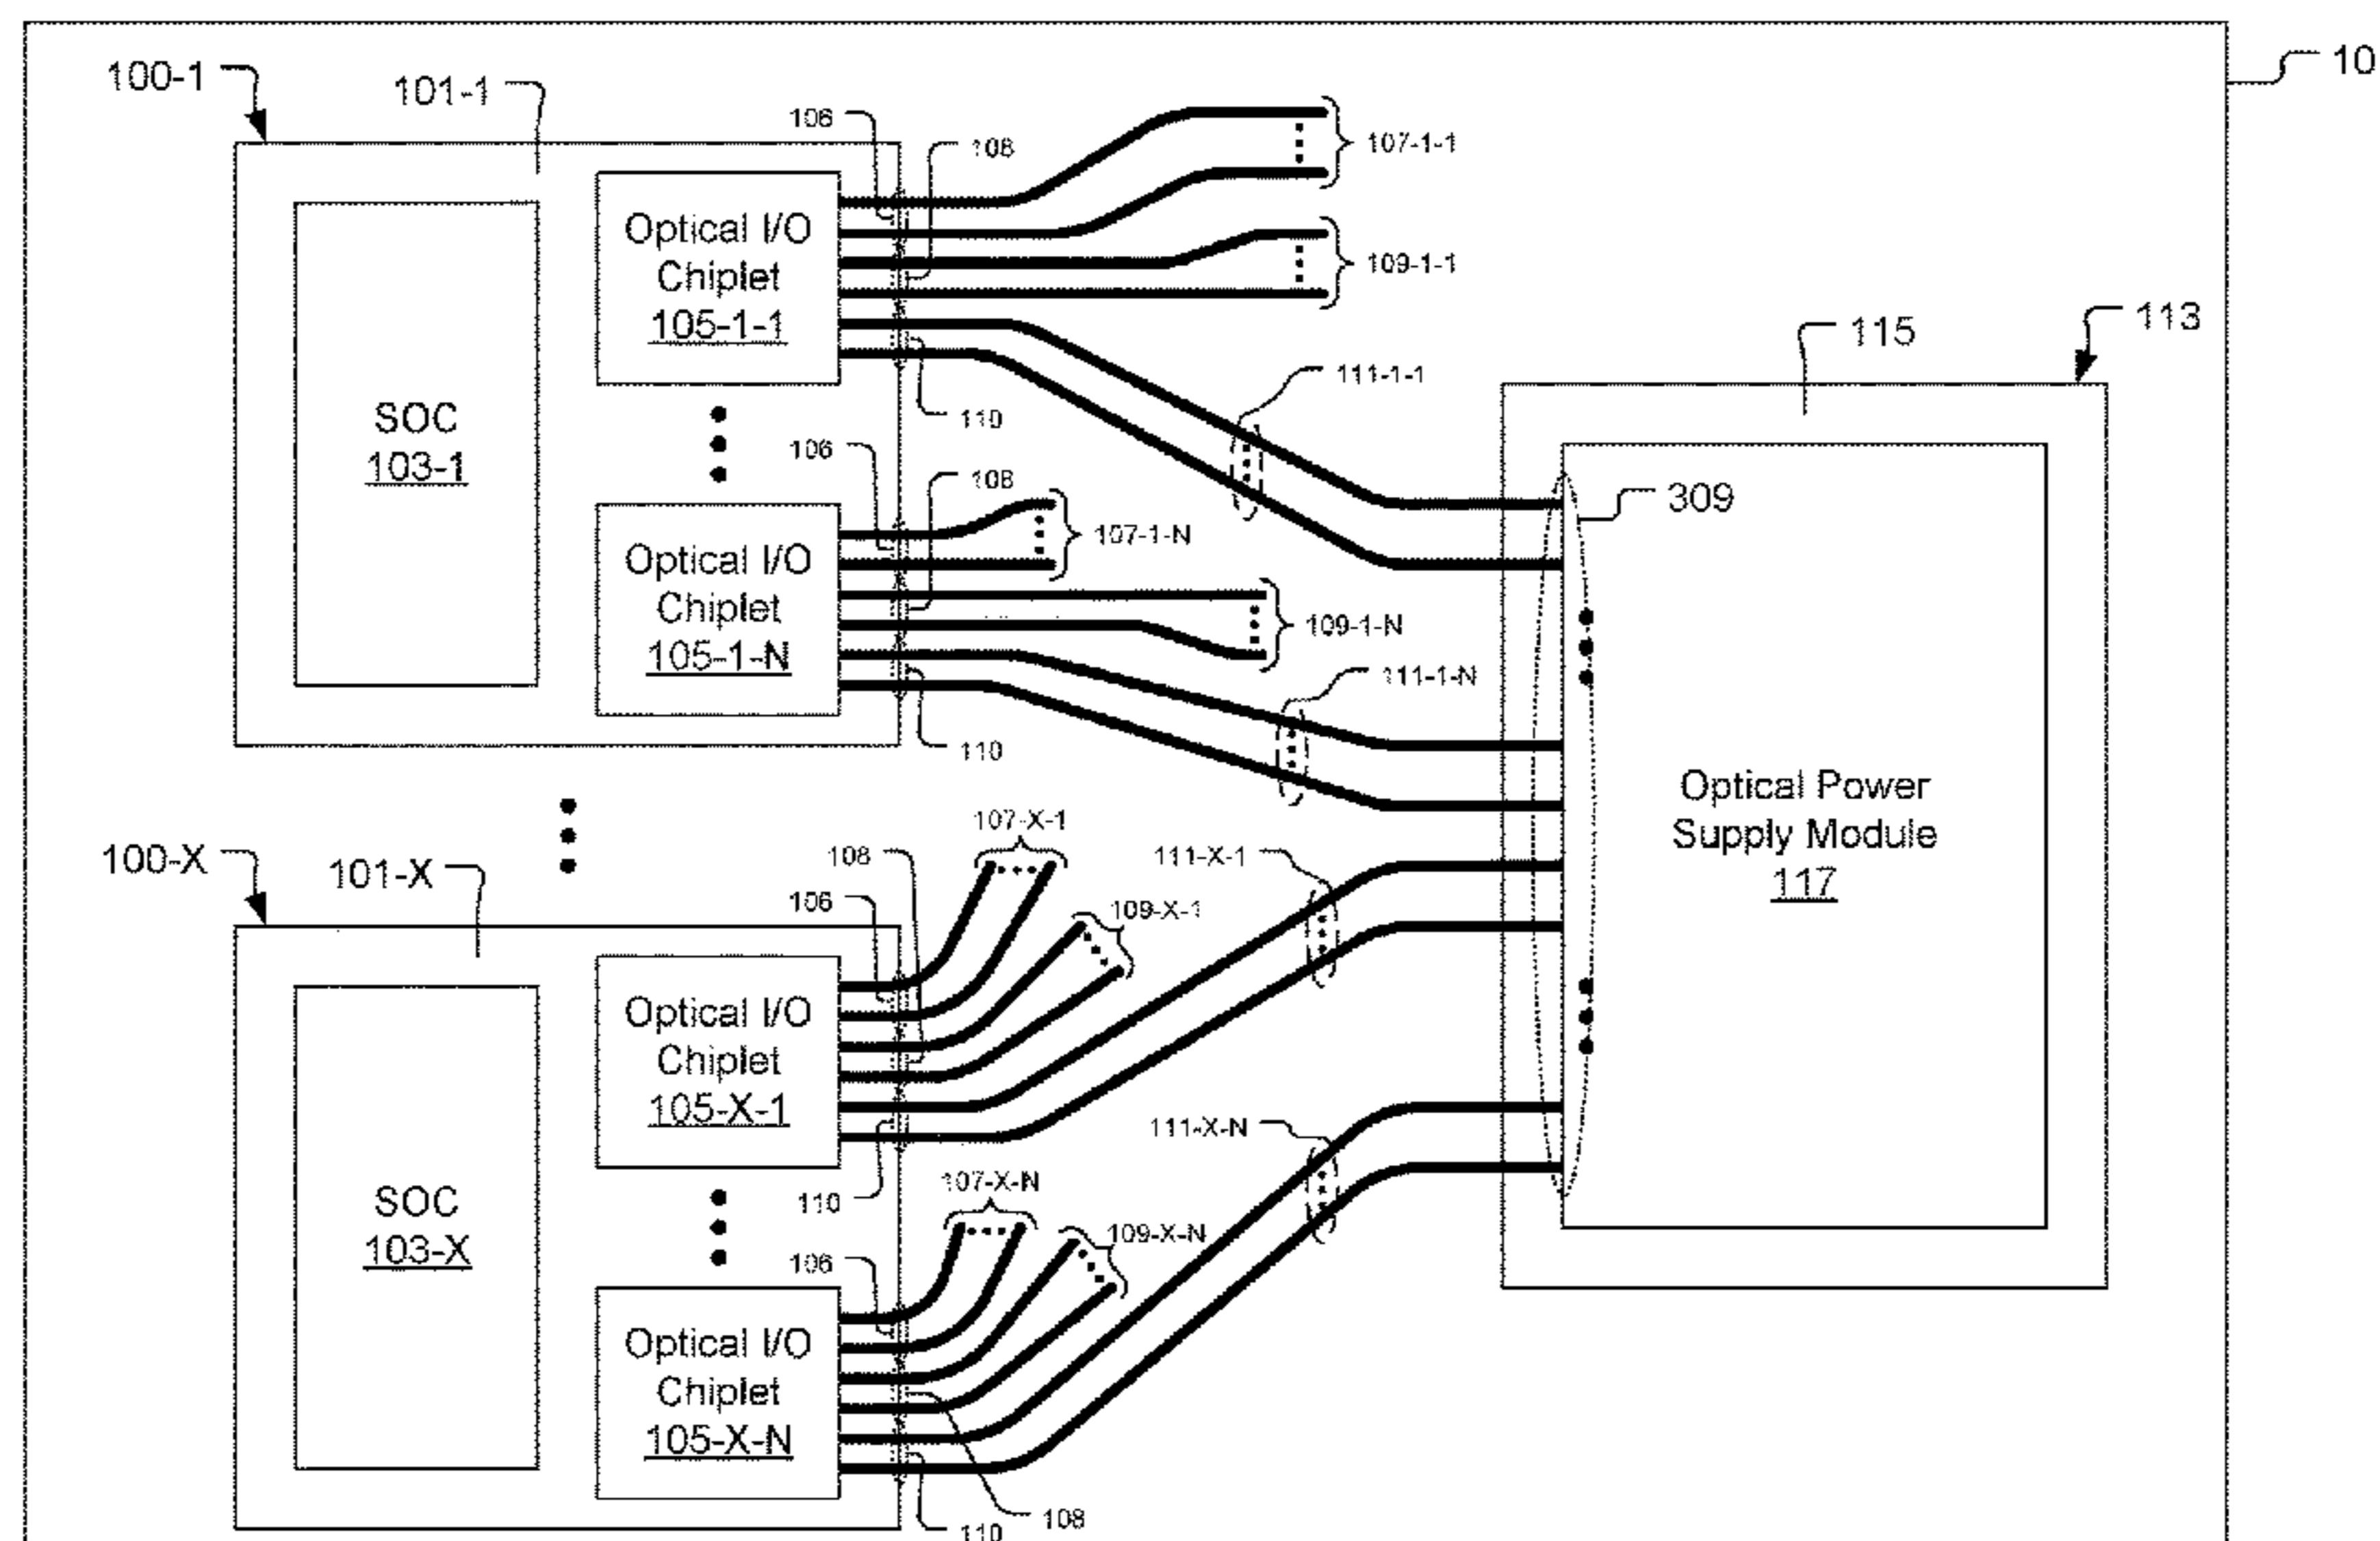 10
100-1
101-1
106
108
107-1-1
109-1-1
Optical I/O
Chiplet
105-1-1
110
111-1-1
115
113
SOC
103-1
106
108
309
Optical I/O
Chiplet
105-1-N
107-1-N
109-1-N
110
111-1-N
Optical Power
Supply Module
117
100-X
101-X
106
108
107-X-1
109-X-1
111-X-1
Optical I/O
Chiplet
105-X-1
110
SOC
103-X
106
107-X-N
109-X-N
111-X-N
Optical I/O
Chiplet
105-X-N
110
108